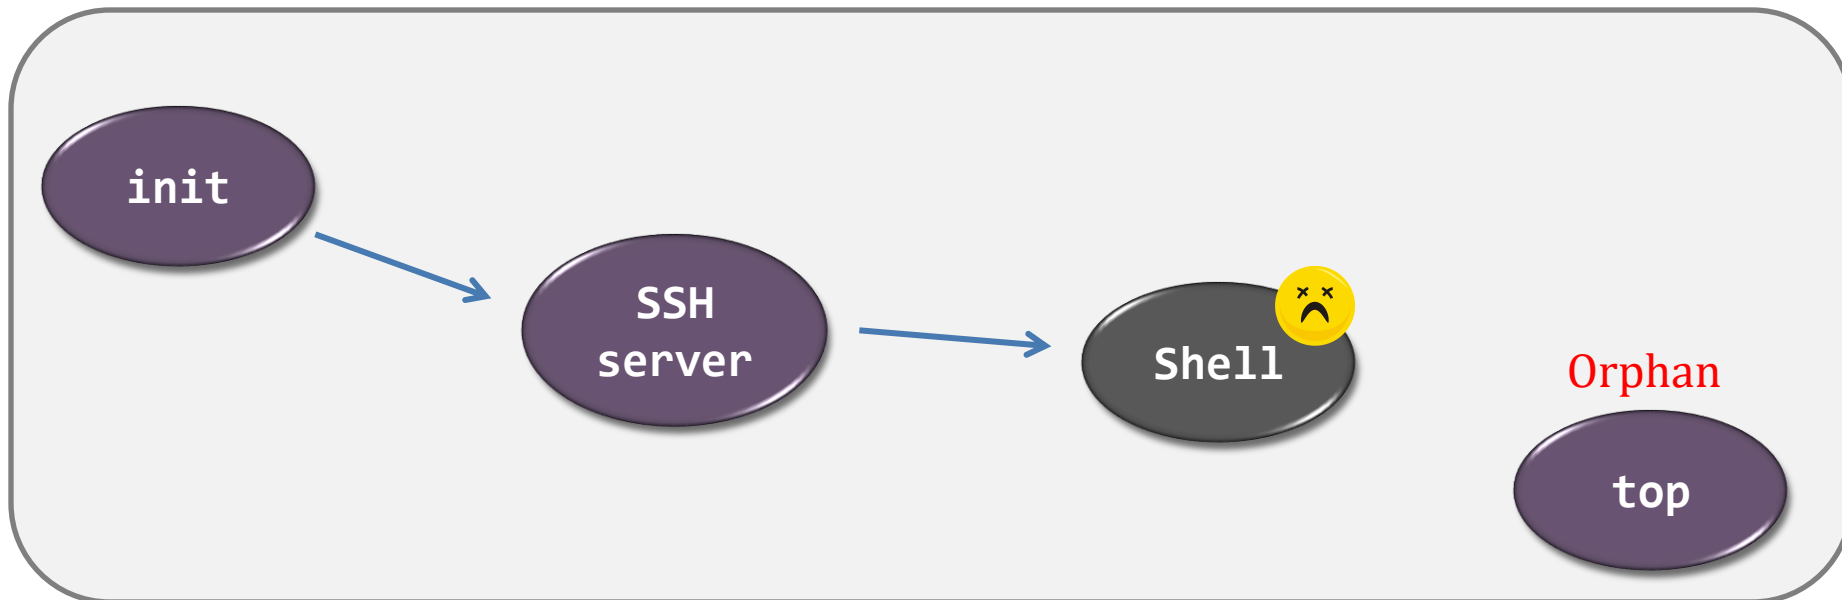 init
SSH
server
Shell
Orphan
top